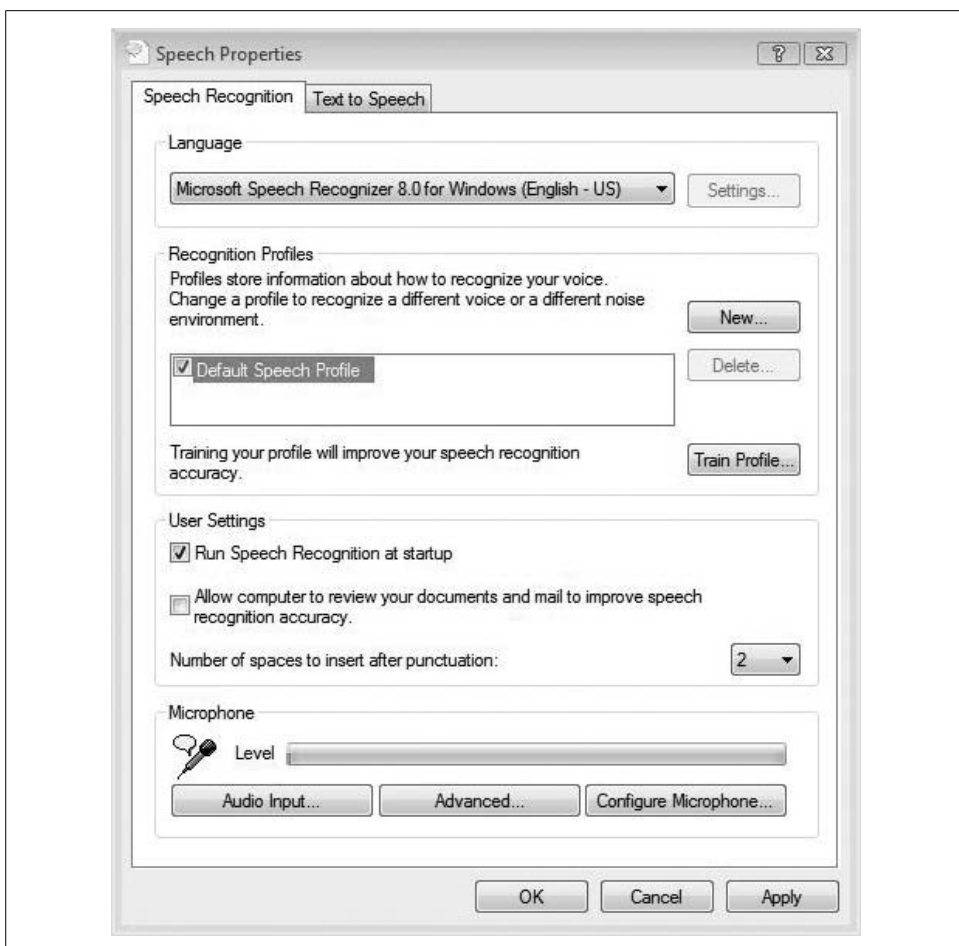 Speech Properties
Speech Recognition
Text to Speech
Language
Microsoft Speech Recognizer 8.0 for Windows (English - US)
Settings...
Recognition Profiles
Profiles store information about how to recognize your voice.
Change a profile to recognize a different voice or a different noise
environment.
New...
Default Speech Profile
Delete...
Training your profile will improve your speech recognition
accuracy.
Train Profile...
User Settings
Run Speech Recognition at startup
Allow computer to review your documents and mail to improve speech
recognition accuracy.
Number of spaces to insert after punctuation:
2
Microphone
Level
Audio Input...
Advanced...
Configure Microphone...
OK
Cancel
Apply